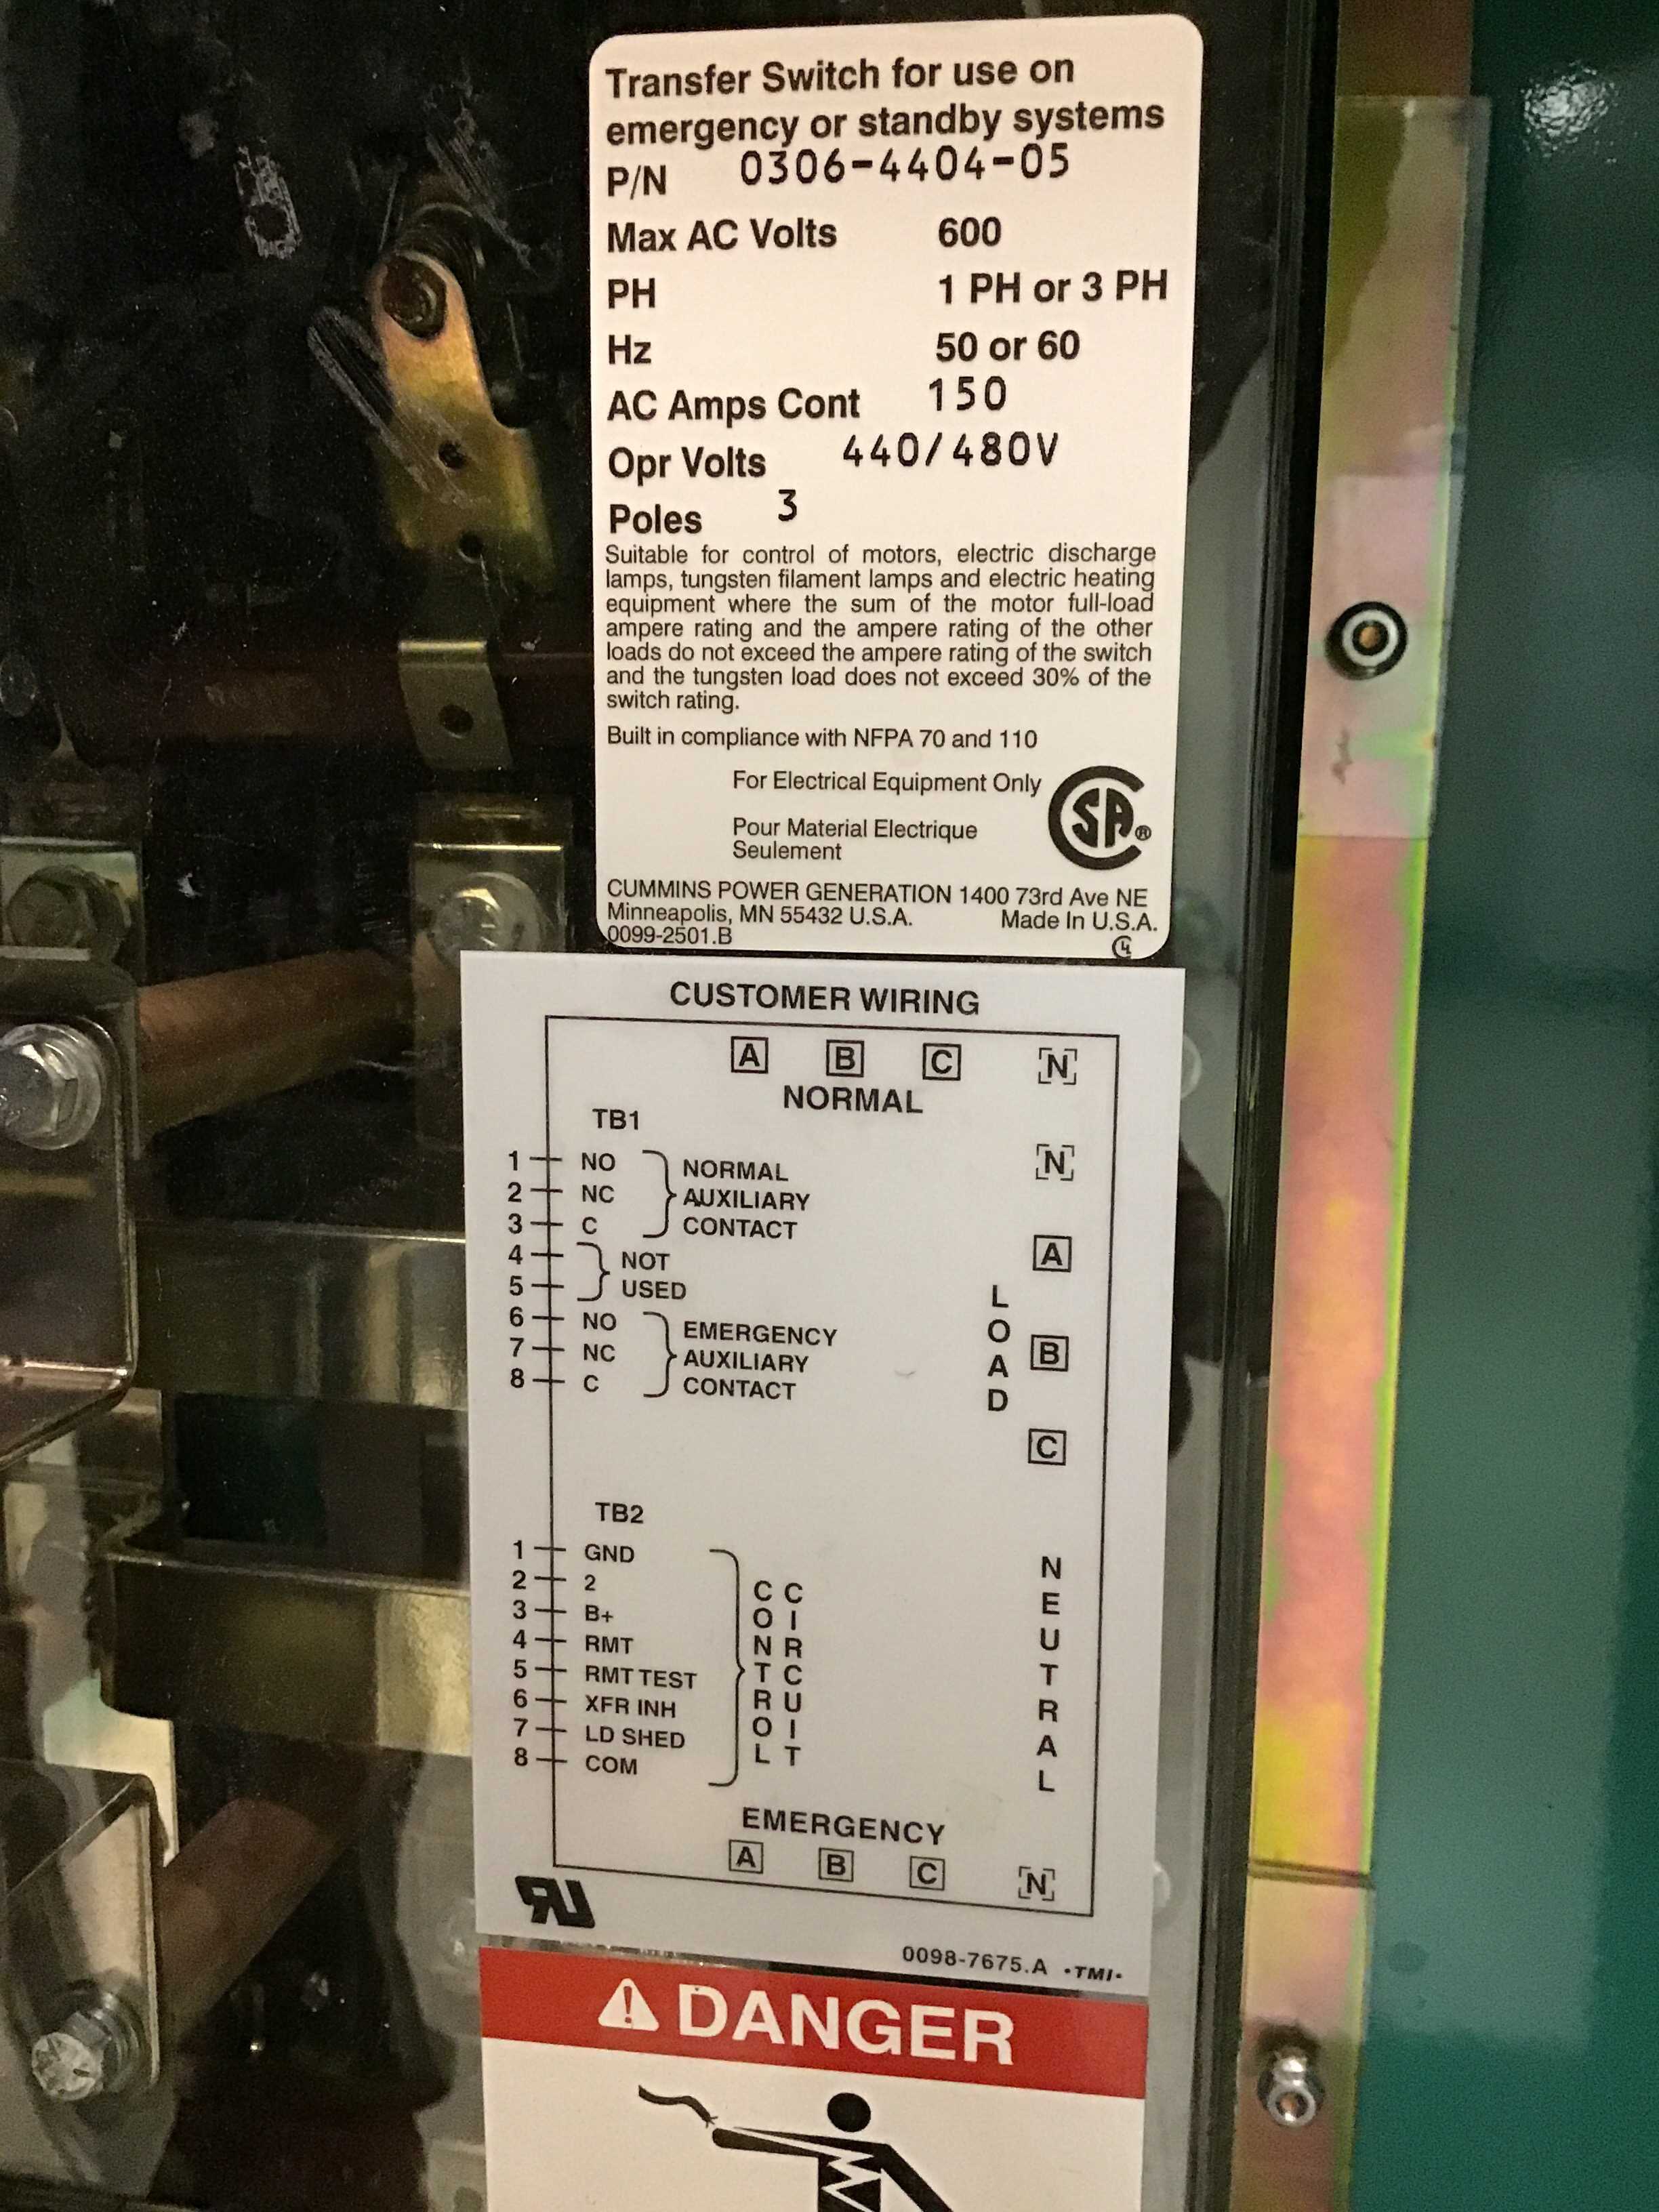 Transfer Switch for use on
emergency or standby systems
P/N 0306-4404-05
Max AC Volts 600
PH 1 PH or 3 PH
Hz 50 or 60
AC Amps Cont 150
Opr Volts 440/480V
Poles 3
Suitable for control of motors, electric discharge
lamps, tungsten filament lamps and electric heating
equipment where the sum of the motor full-load
ampere rating and the ampere rating of the other
loads do not exceed the ampere rating of the switch
and the tungsten load does not exceed 30% of the
switch rating.
Built in compliance with NFPA 70 and 110
For Electrical Equipment Only
Pour Material Electrique
Seulement
CSA®
CUMMINS POWER GENERATION 1400 73rd Ave NE
Minneapolis, MN 55432 U.S.A. Made In U.S.A.
0099-2501.B
CUSTOMER WIRING
A B C N
NORMAL
TB1
1 NO
2 NC
3 C
NORMAL
AUXILIARY
CONTACT
4
5
NOT
USED
6 NO
7 NC
8 C
EMERGENCY
AUXILIARY
CONTACT
N
A
B
C
LOAD
TB2
1 GND
2 2
3 B+
4 RMT
5 RMT TEST
6 XFR INH
7 LD SHED
8 COM
CONTROL
CIRCUIT
NEUTRAL
EMERGENCY
A B C N
0098-7675.A •TMI•
DANGER